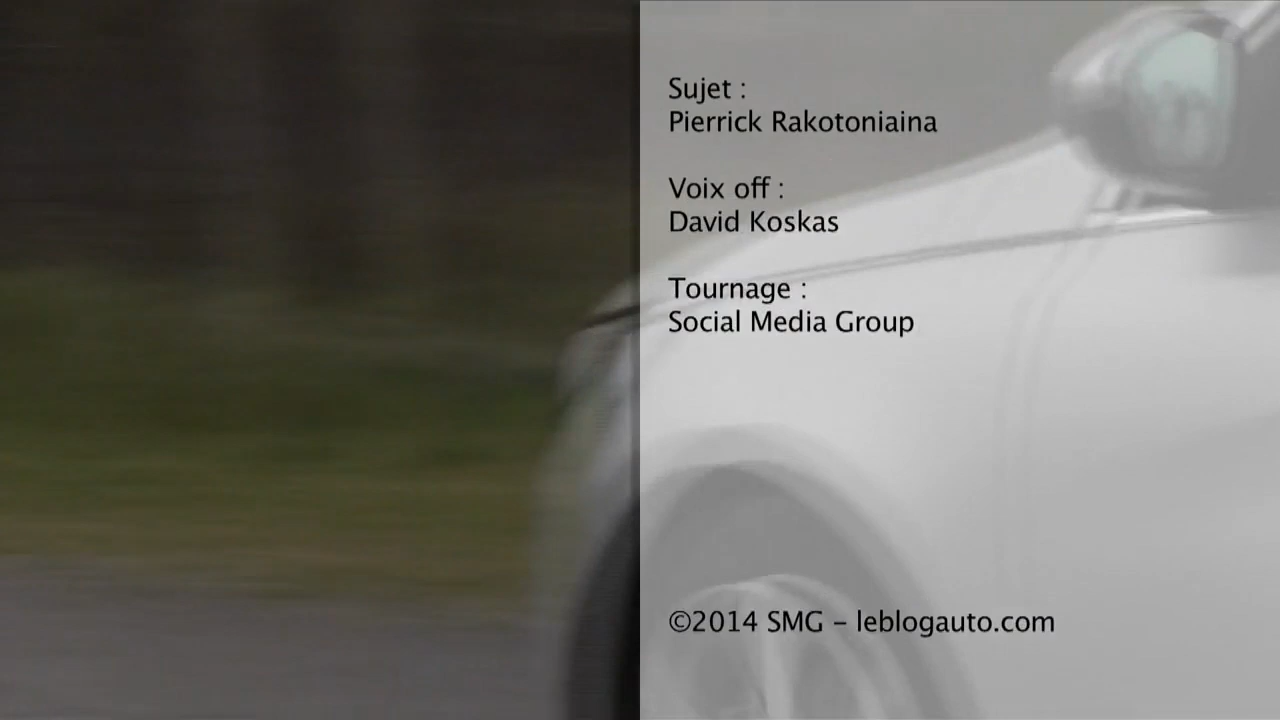 Sujet :
Pierrick Rakotoniaina
Voix off :
David Koskas
Tournage :
Social Media Group
©2014 SMG – leblogauto.com